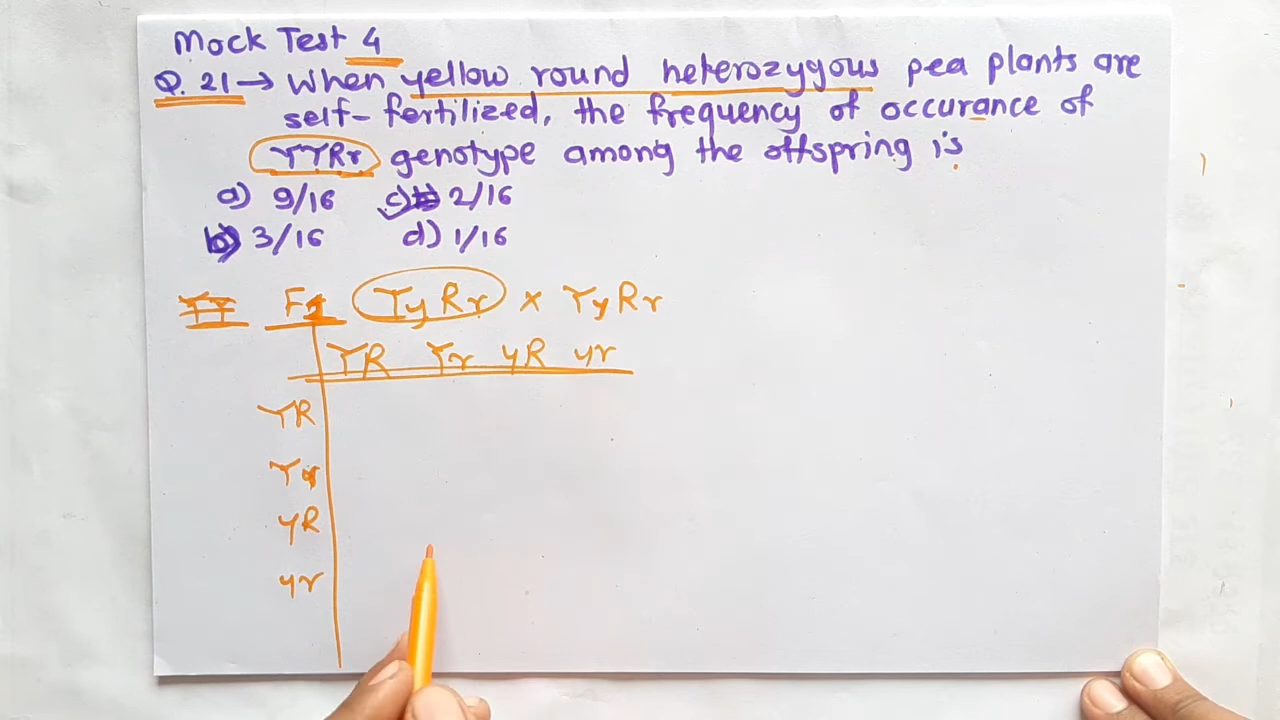 Mock Test 4
Q. 21 → When yellow round heterozygous pea plants are
self-fertilized, the frequency of occurance of
YYRr genotype among the offspring is.
a) 9/16 c) 2/16
b) 3/16 d) 1/16
F1 YyRr × YyRr
YR Yr yR yr
YR
Yr
yR
yr